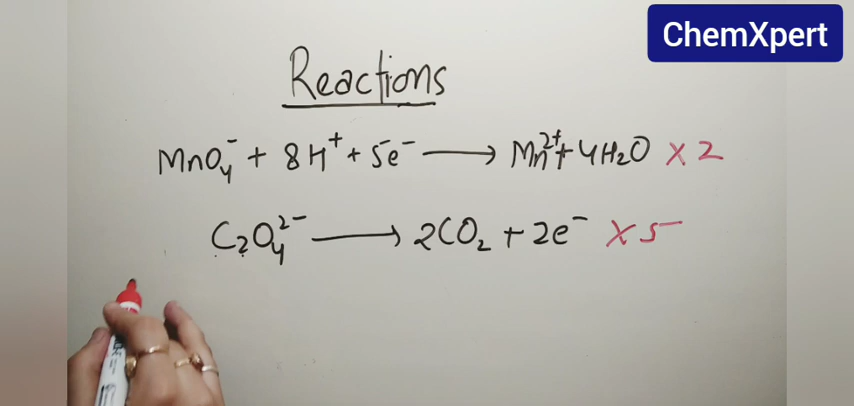 ChemXpert
Reactions
MnO₄⁻ + 8H⁺ + 5e⁻ ⟶ Mn²⁺ + 4H₂O × 2
C₂O₄²⁻ ⟶ 2CO₂ + 2e⁻ × 5